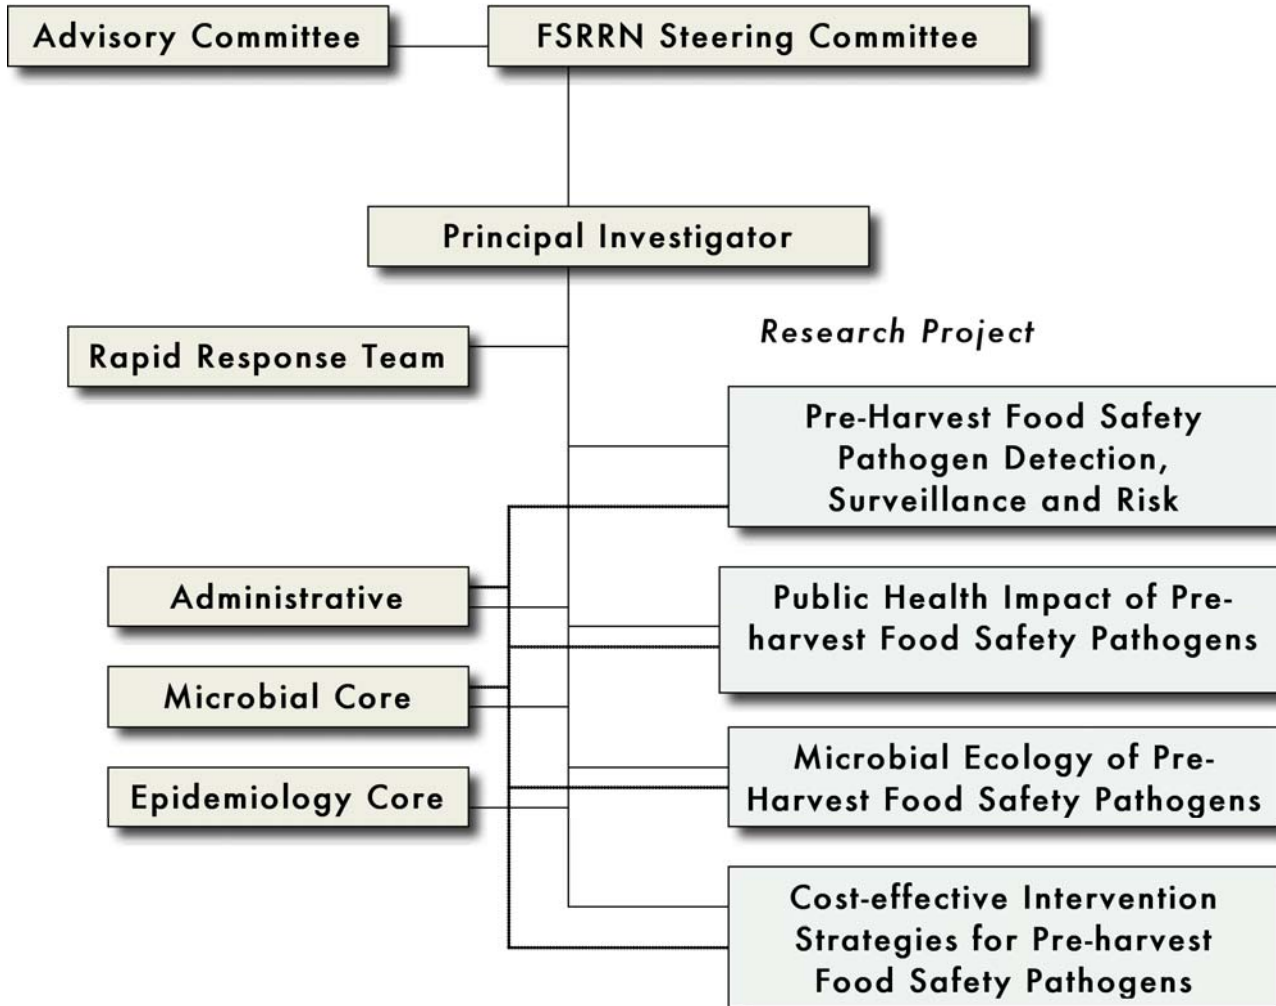 Advisory Committee
FSRRN Steering Committee
Principal Investigator
Rapid Response Team
Research Project
Pre-Harvest Food Safety
Pathogen Detection,
Surveillance and Risk
Administrative
Public Health Impact of Pre-
harvest Food Safety Pathogens
Microbial Core
Microbial Ecology of Pre-
Harvest Food Safety Pathogens
Epidemiology Core
Cost-effective Intervention
Strategies for Pre-harvest
Food Safety Pathogens